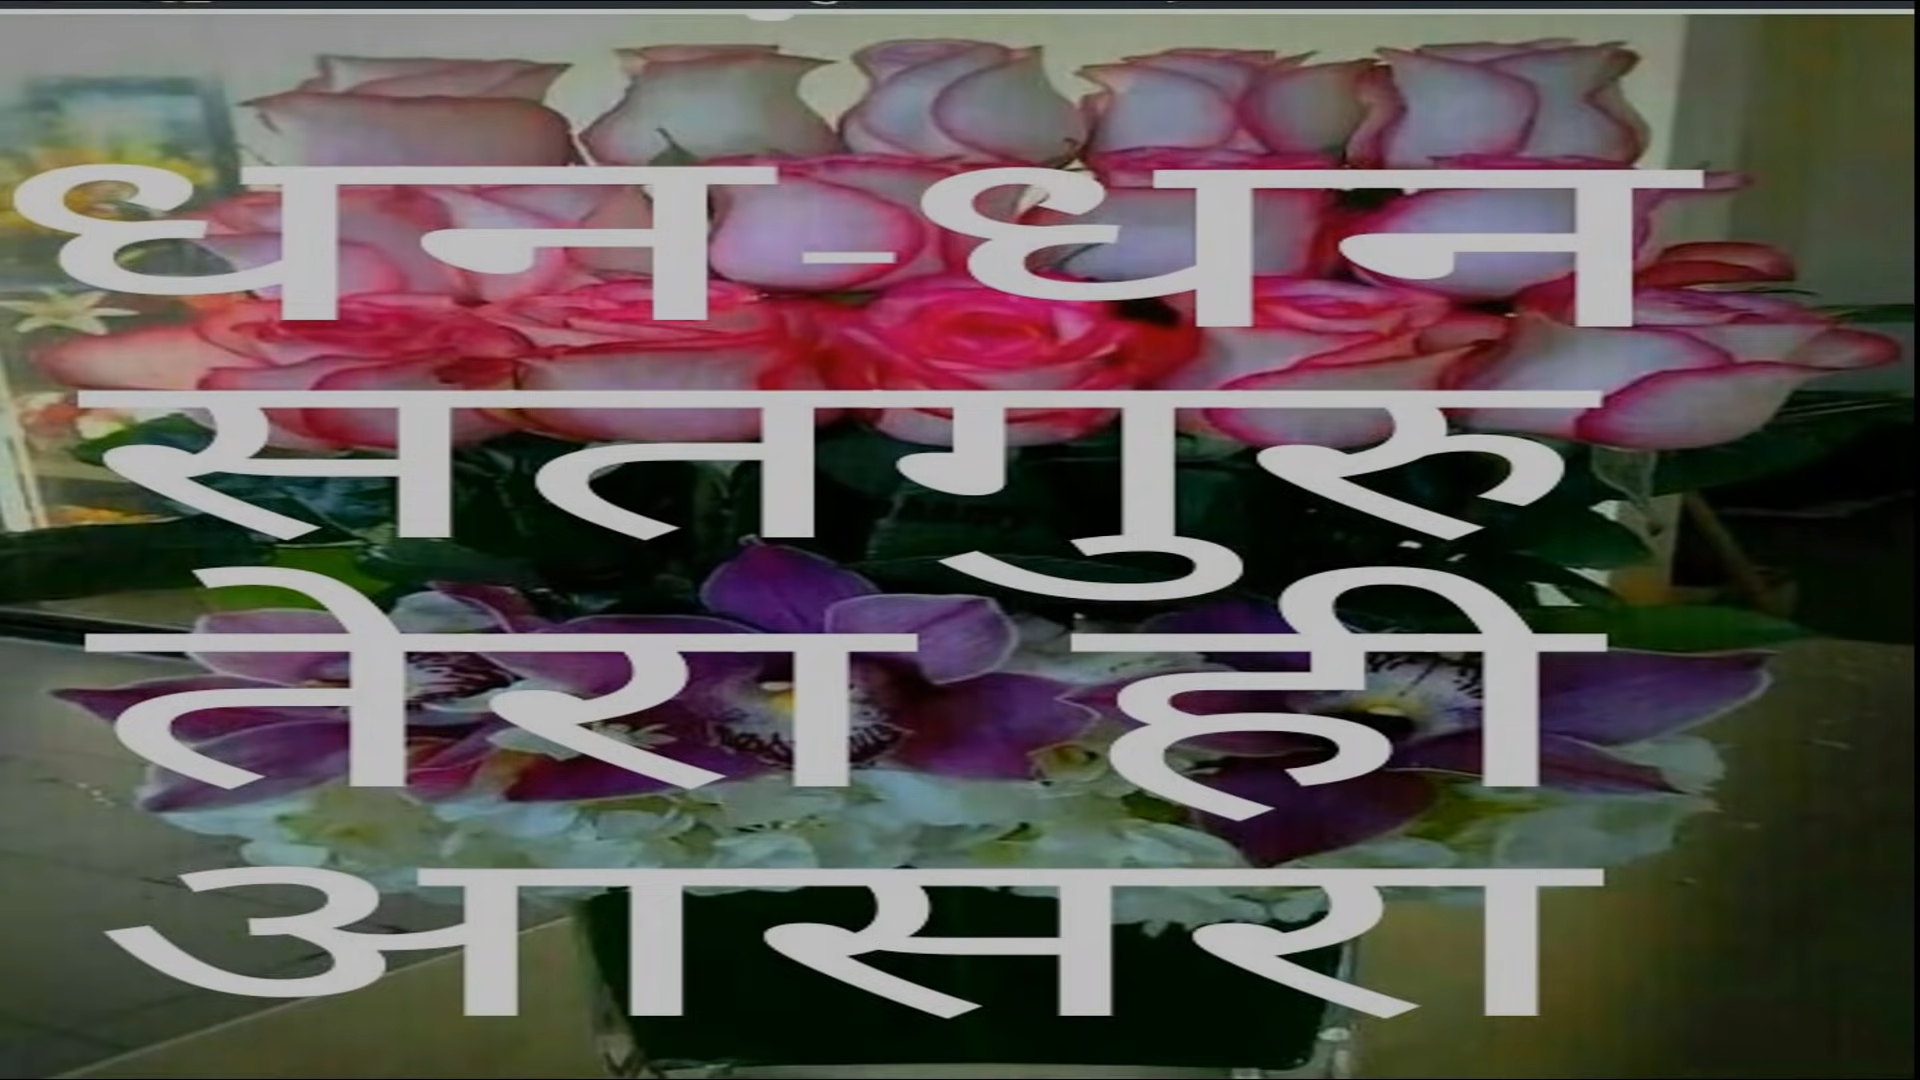 धन-धन
सतगुरु
तेरा ही
आसरा